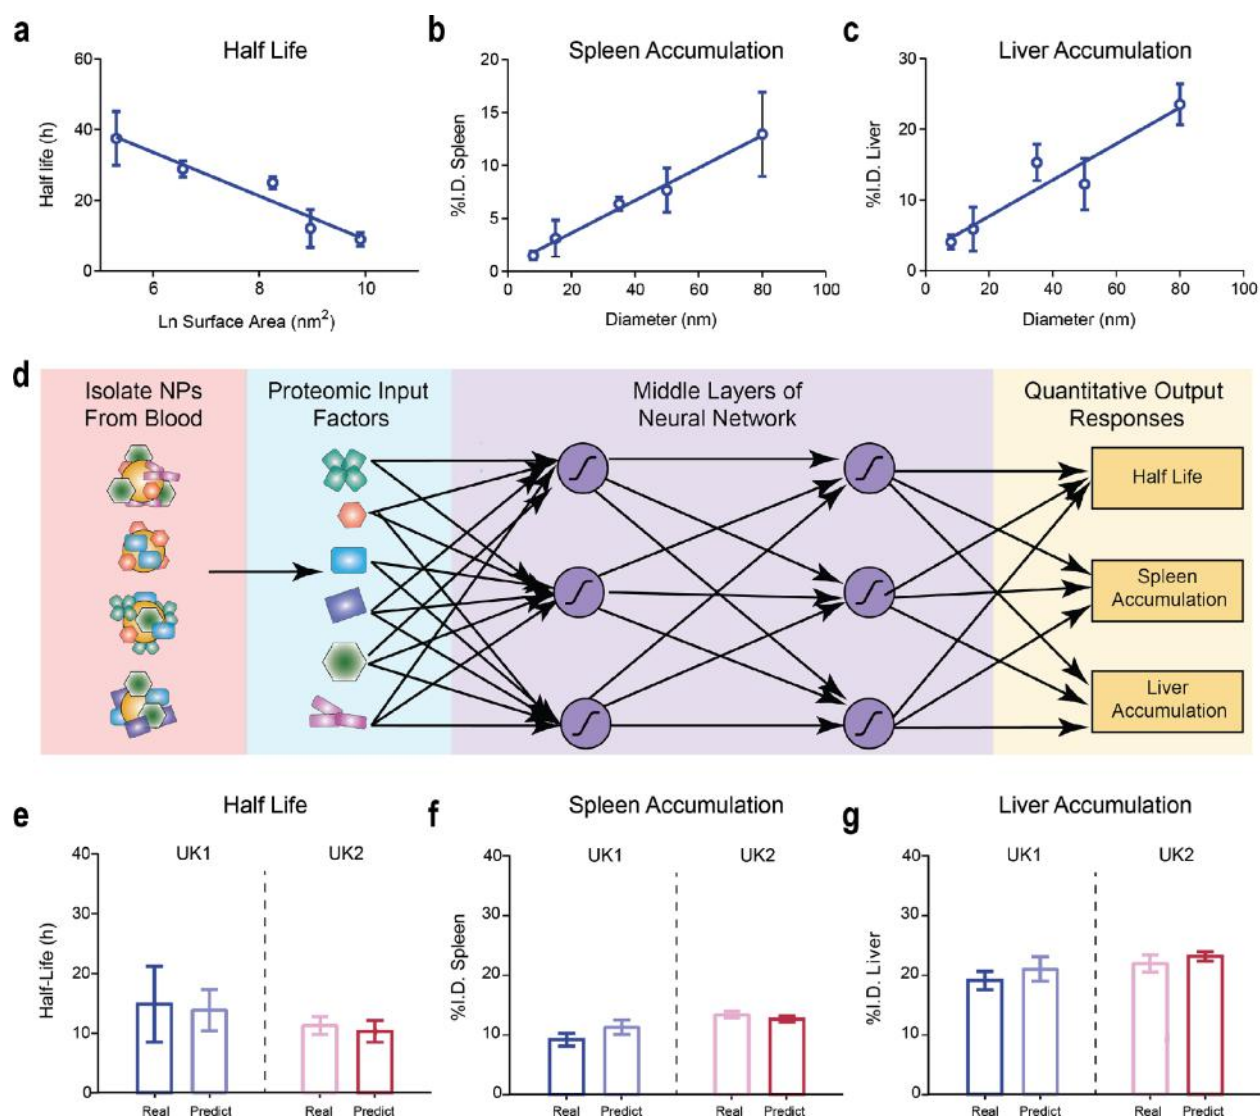 a
Half Life
Half life (h)
60
40
20
0
6
8
10
Ln Surface Area (nm²)
b
Spleen Accumulation
%I.D. Spleen
20
15
10
5
0
0
20
40
60
80
100
Diameter (nm)
c
Liver Accumulation
%I.D. Liver
30
20
10
0
0
20
40
60
80
100
Diameter (nm)
d
Isolate NPs
From Blood
Proteomic Input
Factors
Middle Layers of
Neural Network
Quantitative Output
Responses
Half Life
Spleen
Accumulation
Liver
Accumulation
e
Half Life
UK1
UK2
Half-Life (h)
40
30
20
10
0
Real
Predict
Real
Predict
f
Spleen Accumulation
UK1
UK2
%I.D. Spleen
40
30
20
10
0
Real
Predict
Real
Predict
g
Liver Accumulation
UK1
UK2
%I.D. Liver
40
30
20
10
0
Real
Predict
Real
Predict